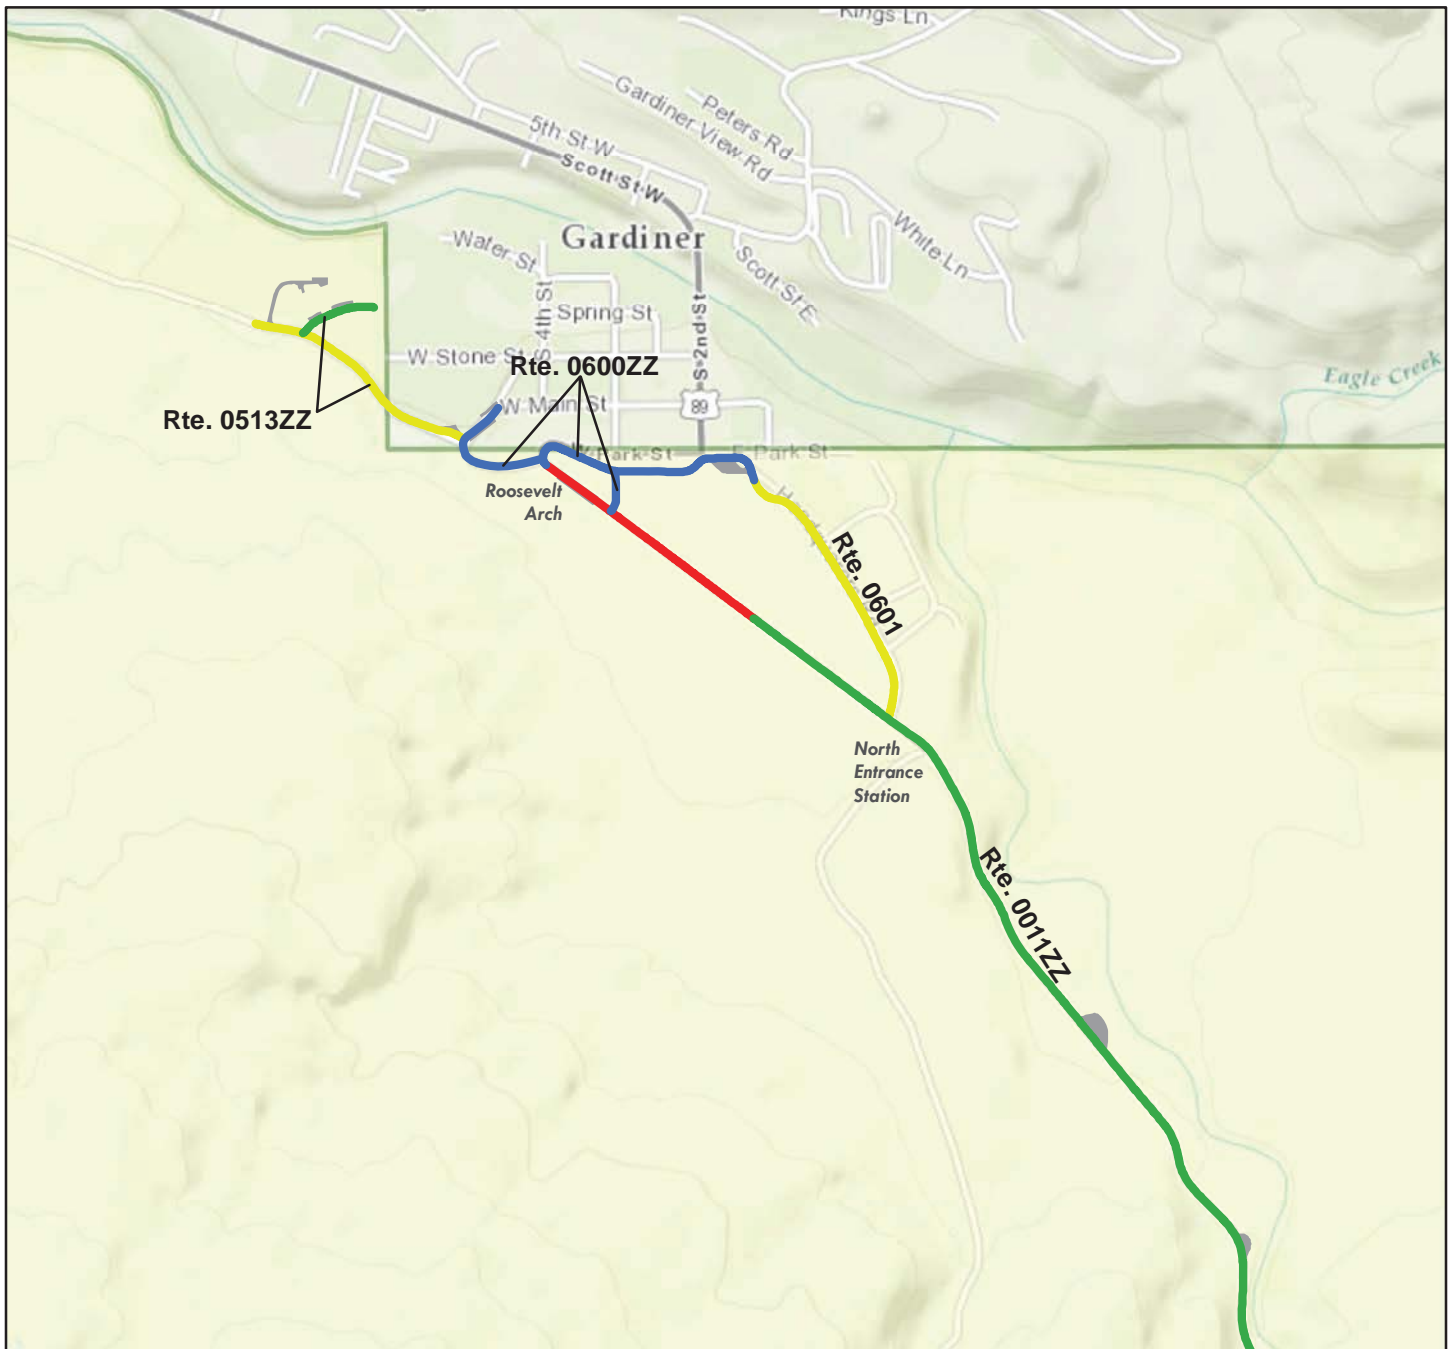 Kings Ln
Gardiner View Rd
Peters Rd
5th St W
Scott St W
White Ln
Gardiner
Water St
Scott St E
S 4th St
Spring St
S 2nd St
W Stone St
Rte. 0600ZZ
Eagle Creek
89
W Main St
Rte. 0513ZZ
W Park St
E Park St
Roosevelt
Arch
Rte. 0601
North
Entrance
Station
Rte. 0011ZZ